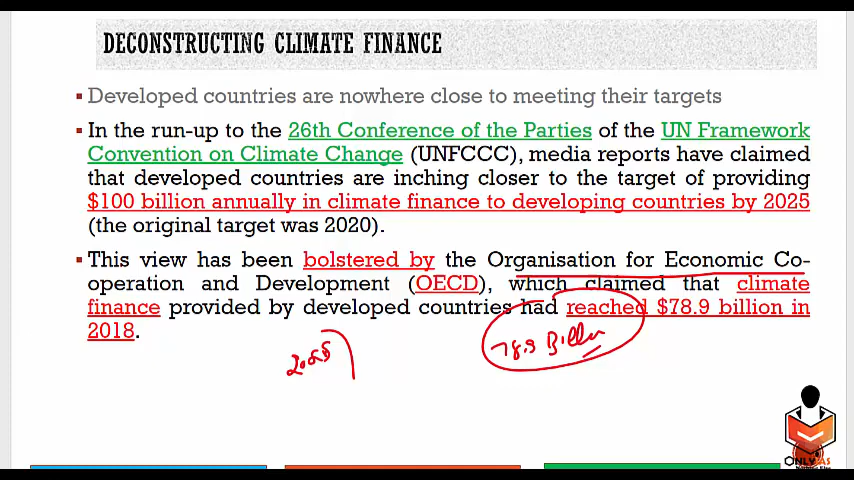 DECONSTRUCTING CLIMATE FINANCE
▪ Developed countries are nowhere close to meeting their targets
▪ In the run-up to the 26th Conference of the Parties of the UN Framework
Convention on Climate Change (UNFCCC), media reports have claimed
that developed countries are inching closer to the target of providing
$100 billion annually in climate finance to developing countries by 2025
(the original target was 2020).
▪ This view has been bolstered by the Organisation for Economic Co-
operation and Development (OECD), which claimed that climate
finance provided by developed countries had reached $78.9 billion in
2018.
78.9 Billion
2025
ONLY IAS